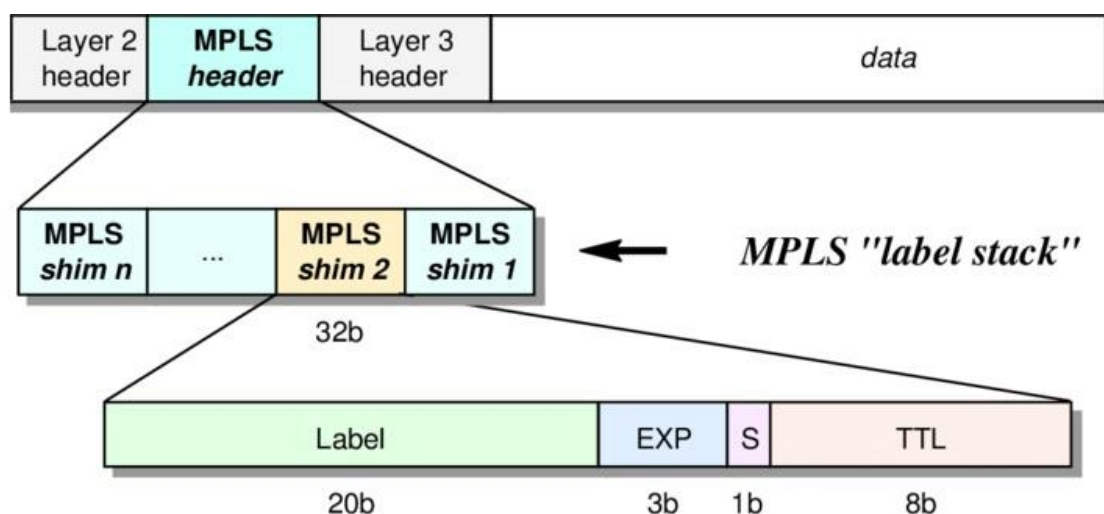 Layer 2
header
MPLS
header
Layer 3
header
data
MPLS
shim n
...
MPLS
shim 2
MPLS
shim 1
MPLS "label stack"
32b
Label
EXP
S
TTL
20b
3b
1b
8b